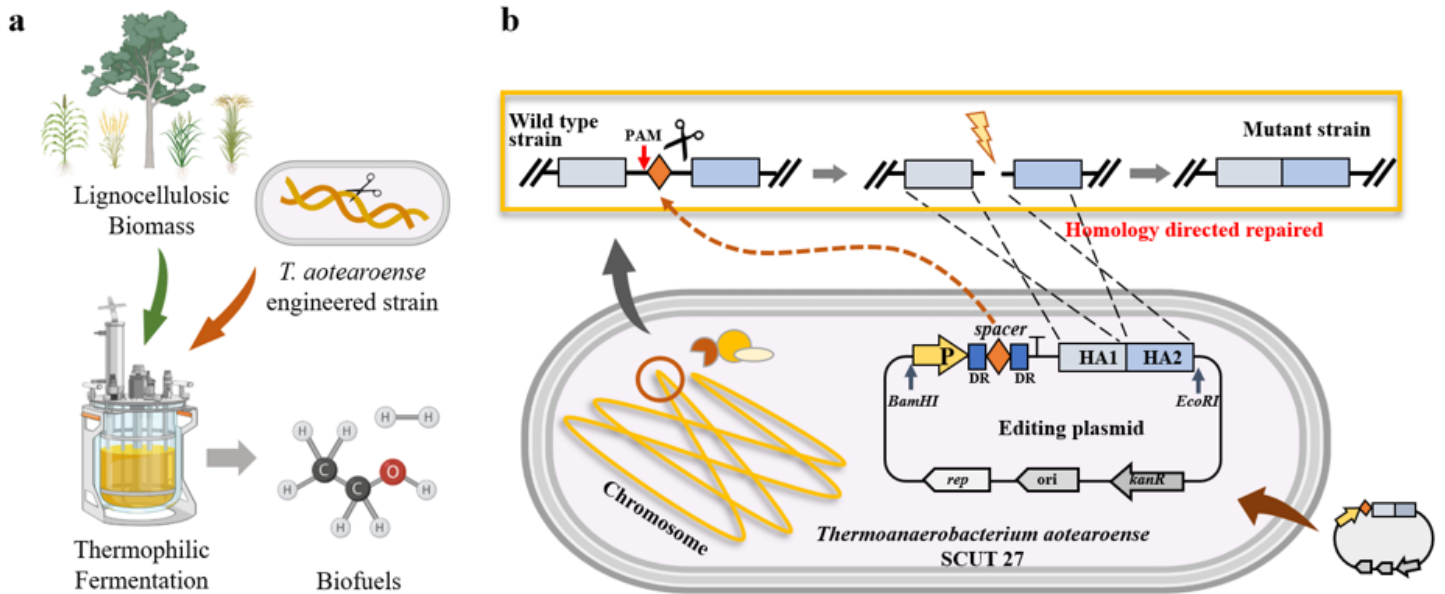 a
Lignocellulosic
Biomass
T. aotearoense
engineered strain
Thermophilic
Fermentation
H H
H
H
H
C
C
O
H
H
H
Biofuels
b
Wild type
strain
PAM
Mutant strain
Homology directed repaired
spacer
P
DR
DR
HA1
HA2
BamHI
EcoRI
Editing plasmid
rep
ori
kanR
Chromosome
Thermoanaerobacterium aotearoense
SCUT 27